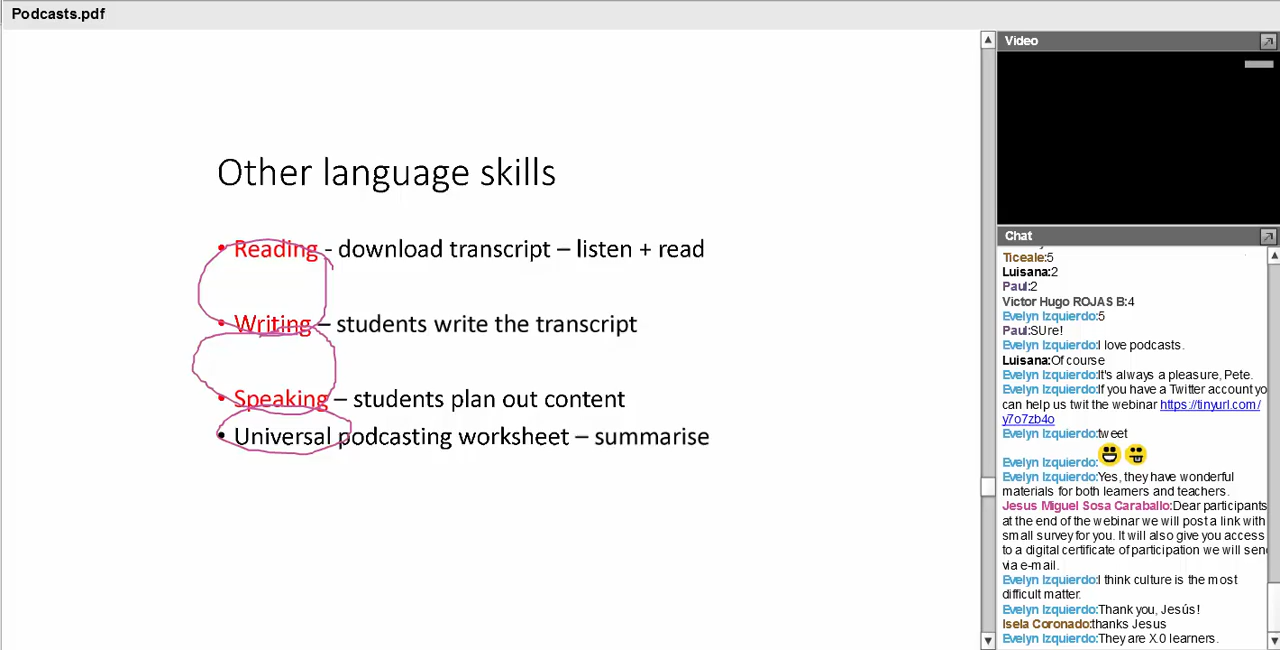 Podcasts.pdf
Other language skills
• Reading - download transcript – listen + read
• Writing – students write the transcript
• Speaking – students plan out content
• Universal podcasting worksheet – summarise
Video
Chat
Ticeale:5
Luisana:2
Paul:2
Victor Hugo ROJAS B:4
Evelyn Izquierdo:5
Paul:SUre!
Evelyn Izquierdo:I love podcasts.
Luisana:Of course
Evelyn Izquierdo:It's always a pleasure, Pete.
Evelyn Izquierdo:If you have a Twitter account yo
can help us twit the webinar https://tinyurl.com/
y7o7zb4o
Evelyn Izquierdo:tweet
Evelyn Izquierdo:
Evelyn Izquierdo:Yes, they have wonderful
materials for both learners and teachers.
Jesus Miguel Sosa Caraballo:Dear participants
at the end of the webinar we will post a link with
small survey for you. It will also give you access
to a digital certificate of participation we will send
via e-mail.
Evelyn Izquierdo:I think culture is the most
difficult matter.
Evelyn Izquierdo:Thank you, Jesús!
Isela Coronado:thanks Jesus
Evelyn Izquierdo:They are X.0 learners.